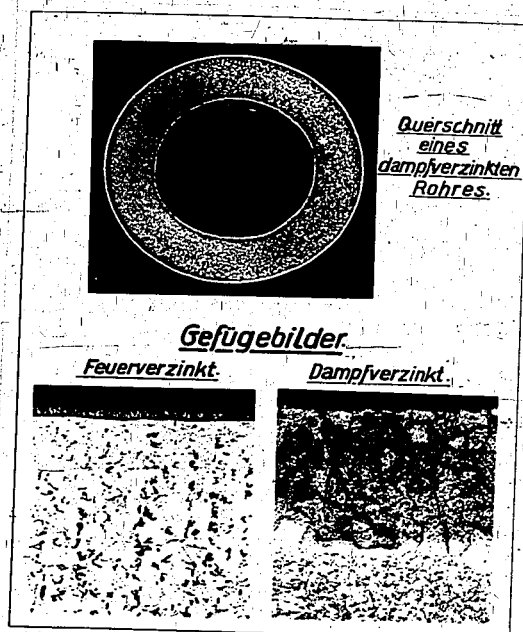 Querschnitt
eines
dampfverzinkten
Rohres.
Gefügebilder.
Feuerverzinkt.
Dampfverzinkt.